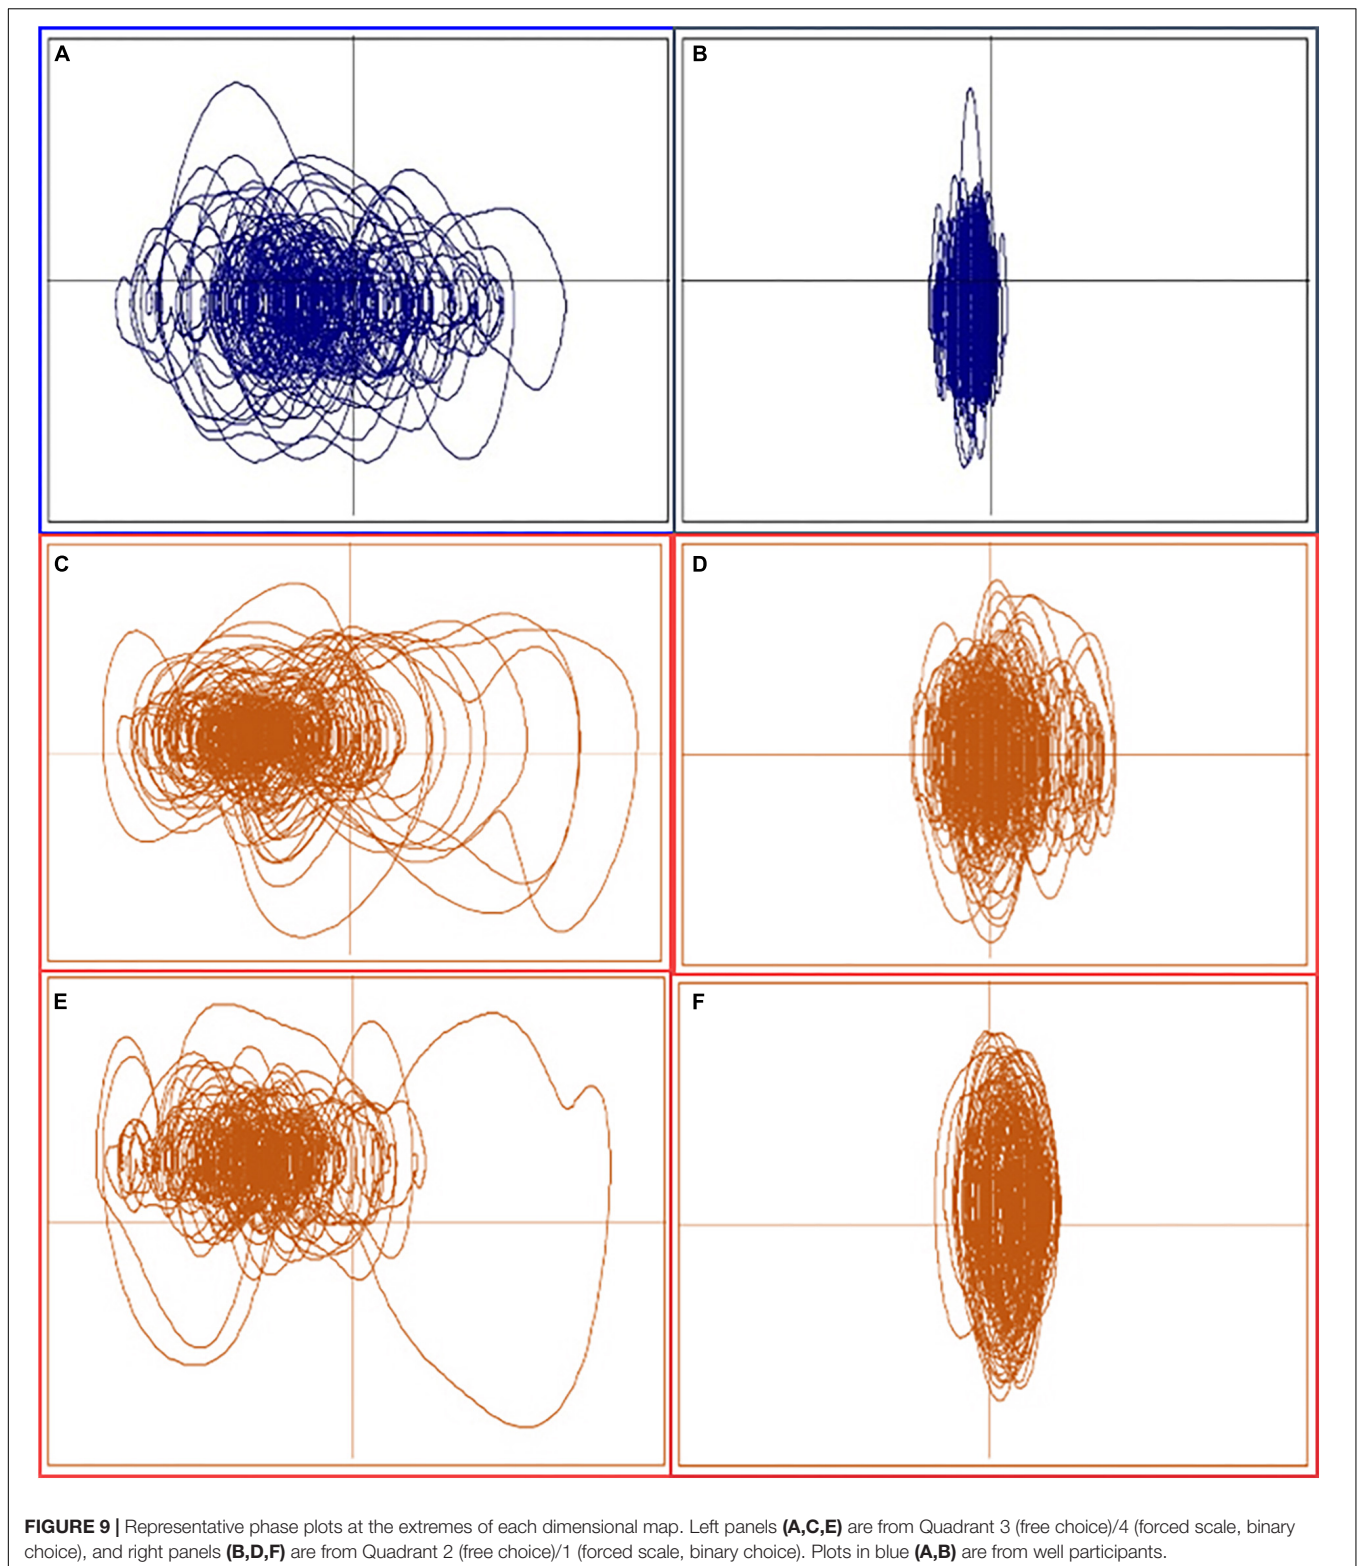 A
B
C
D
E
F
FIGURE 9 | Representative phase plots at the extremes of each dimensional map. Left panels (A,C,E) are from Quadrant 3 (free choice)/4 (forced scale, binary
choice), and right panels (B,D,F) are from Quadrant 2 (free choice)/1 (forced scale, binary choice). Plots in blue (A,B) are from well participants.